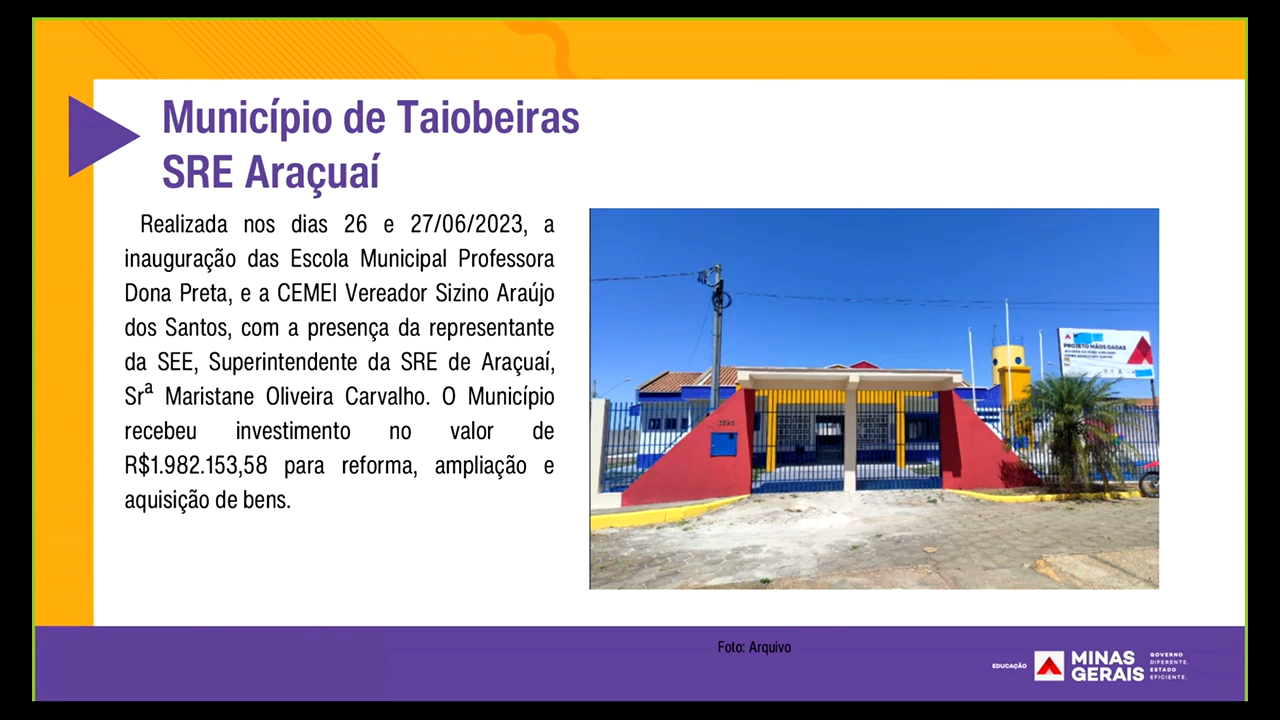 Município de Taiobeiras
SRE Araçuaí
Realizada nos dias 26 e 27/06/2023, a
inauguração das Escola Municipal Professora
Dona Preta, e a CEMEI Vereador Sizino Araújo
dos Santos, com a presença da representante
da SEE, Superintendente da SRE de Araçuaí,
Srª Maristane Oliveira Carvalho. O Município
recebeu investimento no valor de
R$1.982.153,58 para reforma, ampliação e
aquisição de bens.
PROJETO MÃOS DADAS
Foto: Arquivo
EDUCAÇÃO
MINAS
GERAIS
GOVERNO
DIFERENTE.
ESTADO
EFICIENTE.